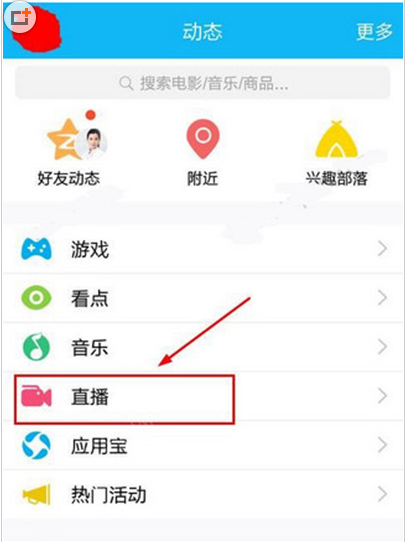 动态
更多
搜索电影/音乐/商品...
好友动态
附近
兴趣部落
游戏
看点
音乐
直播
应用宝
热门活动